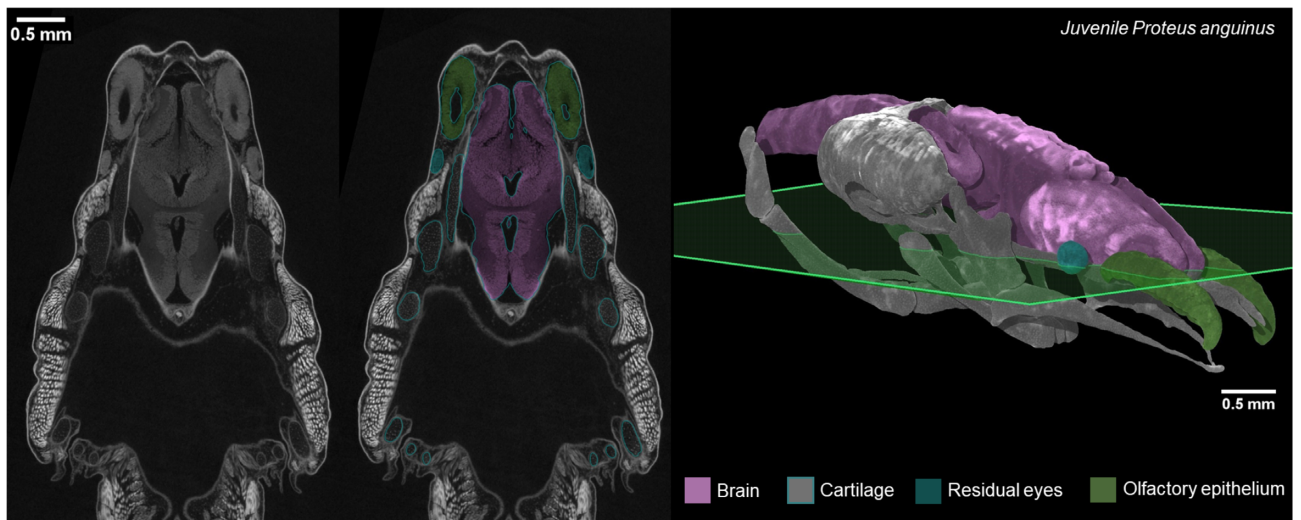 0.5 mm
Juvenile Proteus anguinus
0.5 mm
Brain
Cartilage
Residual eyes
Olfactory epithelium